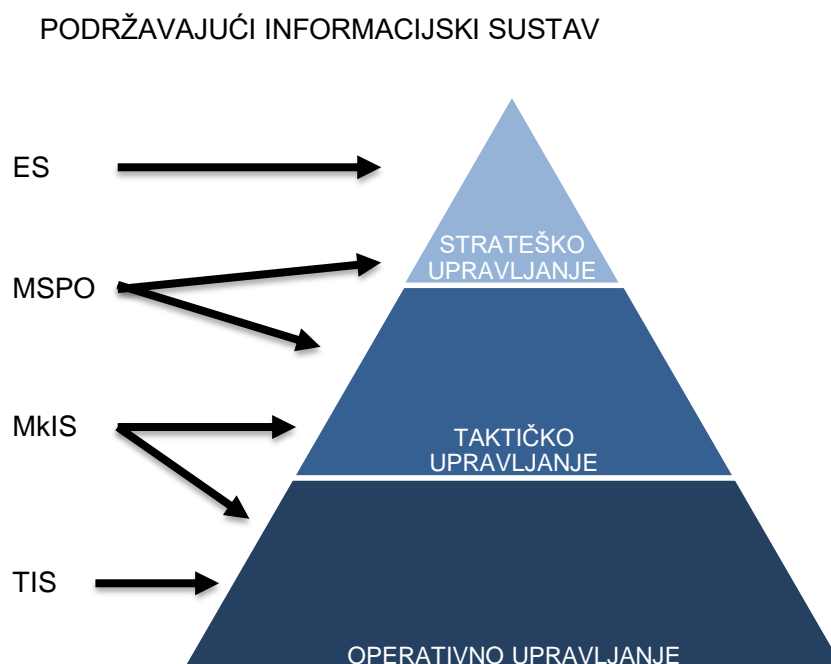 PODRŽAVAJUĆI INFORMACIJSKI SUSTAV
ES
STRATEŠKO
UPRAVLJANJE
MSPO
MkIS
TAKTIČKO
UPRAVLJANJE
TIS
OPERATIVNO UPRAVLJANJE